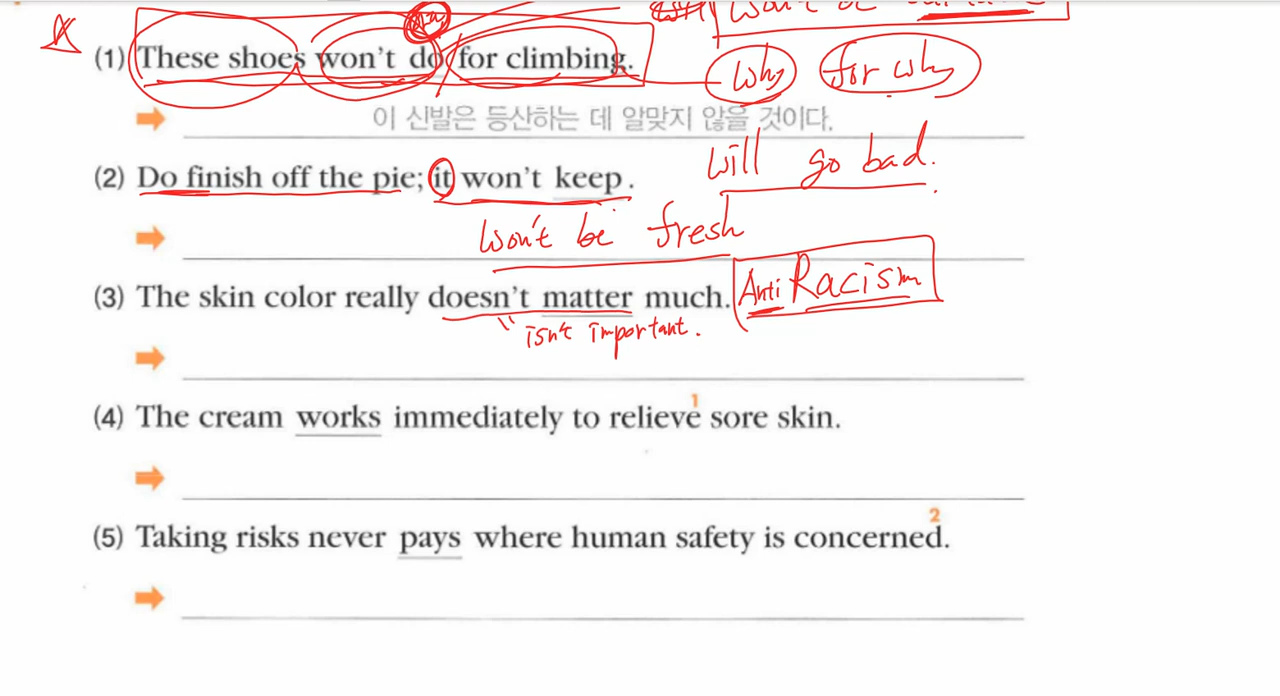 won't be
(1) These shoes won't do for climbing.
why for why
이 신발은 등산하는 데 알맞지 않을 것이다.
will go bad.
(2) Do finish off the pie; it won't keep.
won't be fresh
(3) The skin color really doesn't matter much. Anti Racism
isn't important.
1
(4) The cream works immediately to relieve sore skin.
2
(5) Taking risks never pays where human safety is concerned.